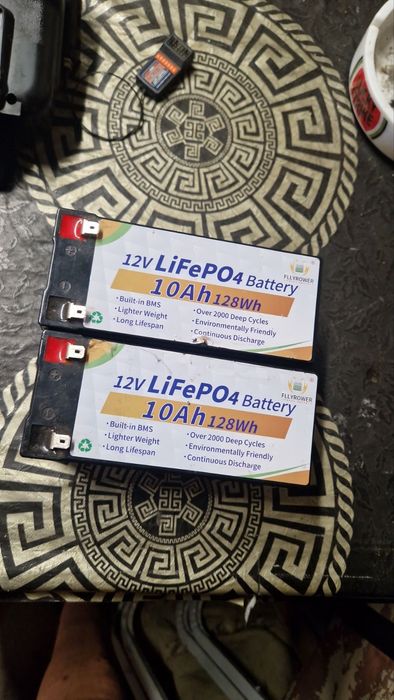 12V LiFePO4 Battery
10Ah 128Wh
FLLYROWER
• Built-in BMS
• Lighter Weight
• Long Lifespan
• Over 2000 Deep Cycles
• Environmentally Friendly
• Continuous Discharge
12V LiFePO4 Battery
10Ah 128Wh
FLLYROWER
• Built-in BMS
• Lighter Weight
• Long Lifespan
• Over 2000 Deep Cycles
• Environmentally Friendly
• Continuous Discharge